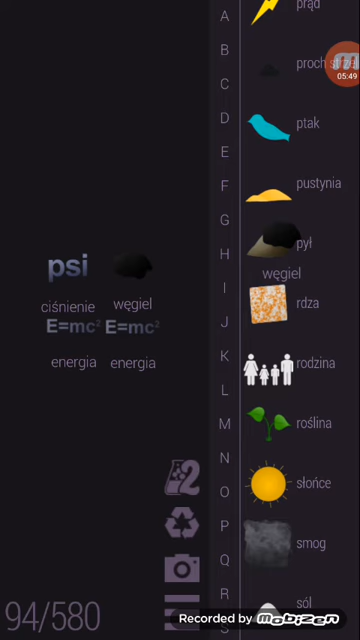 A
B
C
D
E
F
G
H
I
J
K
L
M
N
O
P
Q
R
S
prąd
proch strze
05:49
ptak
pustynia
pył
węgiel
rdza
rodzina
roślina
słońce
smog
sól
psi
ciśnienie
węgiel
E=mc²
E=mc²
energia
energia
2
94/580
Recorded by mobizen